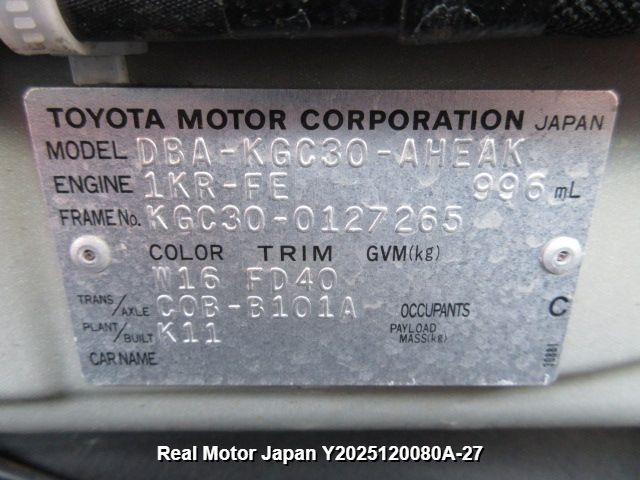 TOYOTA MOTOR CORPORATION JAPAN
MODEL DBA-KGC30-AHEAK
ENGINE 1KR-FE 996 mL
FRAME No. KGC30-0127265
COLOR TRIM GVM(kg)
W16 FD40
TRANS/AXLE COB-B101A OCCUPANTS C
PLANT/BUILT K11 PAYLOAD MASS(kg)
CAR NAME
Real Motor Japan Y2025120080A-27